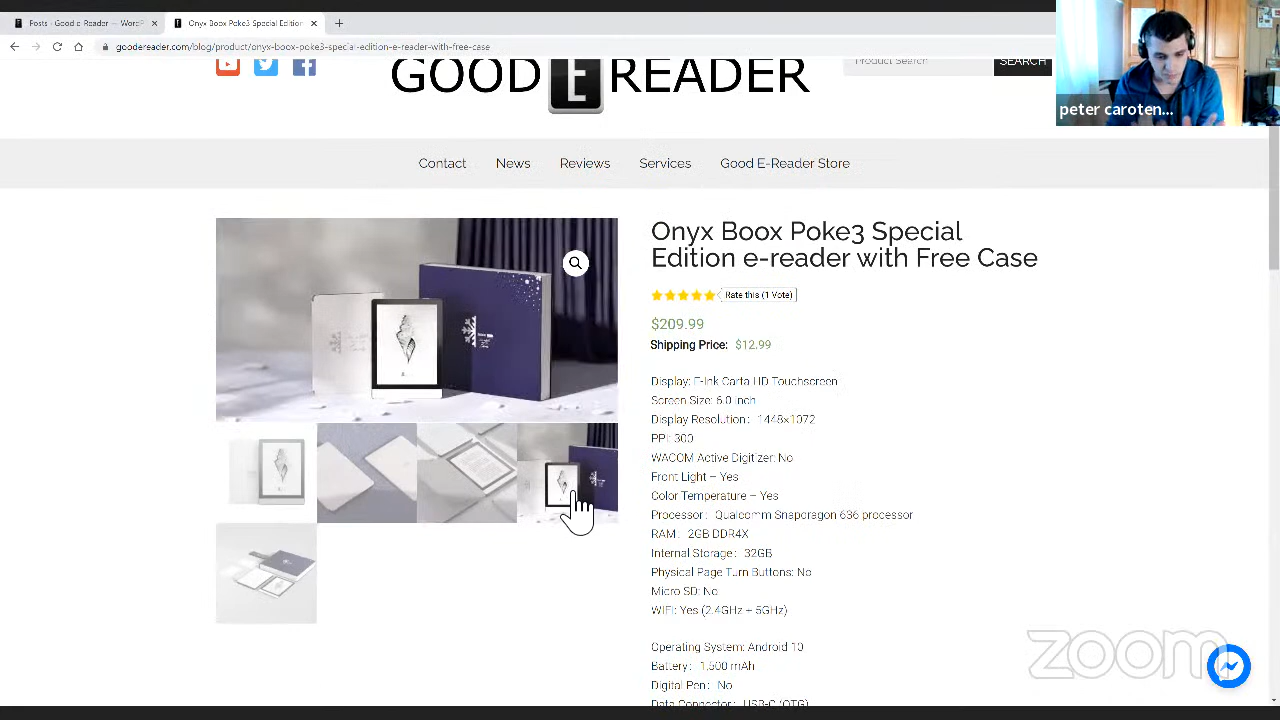 Posts ‹ Good e-Reader — WordP
Onyx Boox Poke3 Special Edition
goodereader.com/blog/product/onyx-boox-poke3-special-edition-e-reader-with-free-case
peter caroten...
GOOD E READER
Product Search
SEARCH
Contact
News
Reviews
Services
Good E-Reader Store
Onyx Boox Poke3 Special
Edition e-reader with Free Case
Rate this (1 Vote)
$209.99
Shipping Price: $12.99
Display: E-Ink Carta HD Touchscreen
Screen Size: 6.0 inch
Display Resolution: 1448x1072
PPI: 300
WACOM Active Digitizer: No
Front Light – Yes
Color Temperature – Yes
Processor: Qualcomm Snapdragon 636 processor
RAM: 2GB DDR4X
Internal Storage: 32GB
Physical Page Turn Buttons: No
Micro SD: No
WIFI: Yes (2.4GHz + 5GHz)
Operating System: Android 10
Battery: 1,500 mAh
Digital Pen: No
Data Connector: USB-C (OTG)
zoom